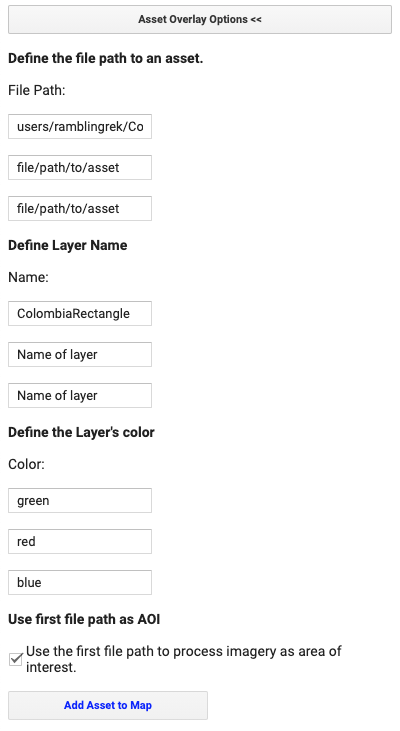 Asset Overlay Options <<
Define the file path to an asset.
File Path:
users/ramblingrek/Co
file/path/to/asset
file/path/to/asset
Define Layer Name
Name:
ColombiaRectangle
Name of layer
Name of layer
Define the Layer's color
Color:
green
red
blue
Use first file path as AOI
Use the first file path to process imagery as area of
interest.
Add Asset to Map